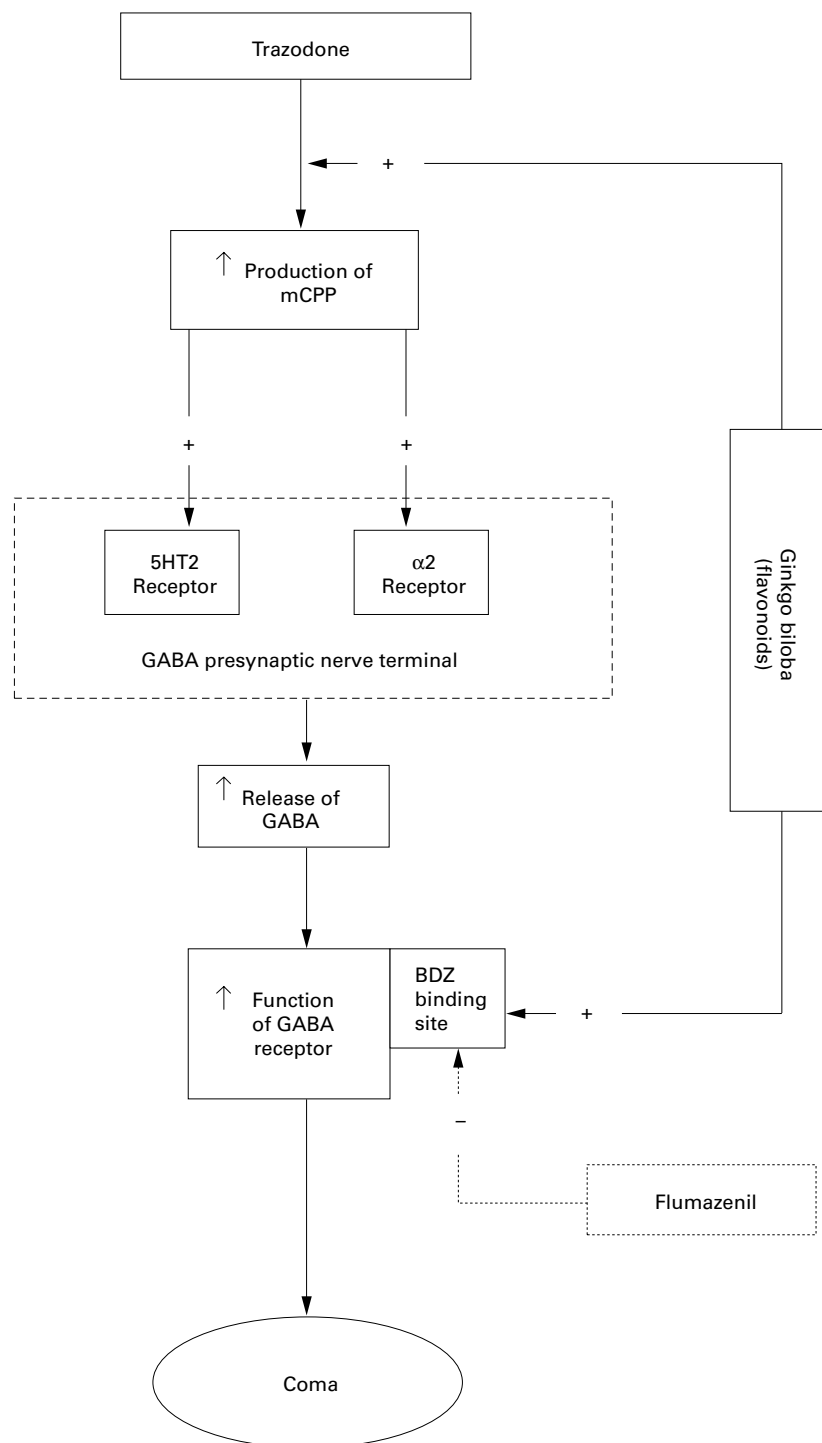 Trazodone
+
↑ Production of
mCPP
+ +
5HT2
Receptor
α2
Receptor
GABA presynaptic nerve terminal
Ginkgo biloba
(flavonoids)
↑ Release of
GABA
↑ Function
of GABA
receptor
BDZ
binding
site
+
−
Flumazenil
Coma